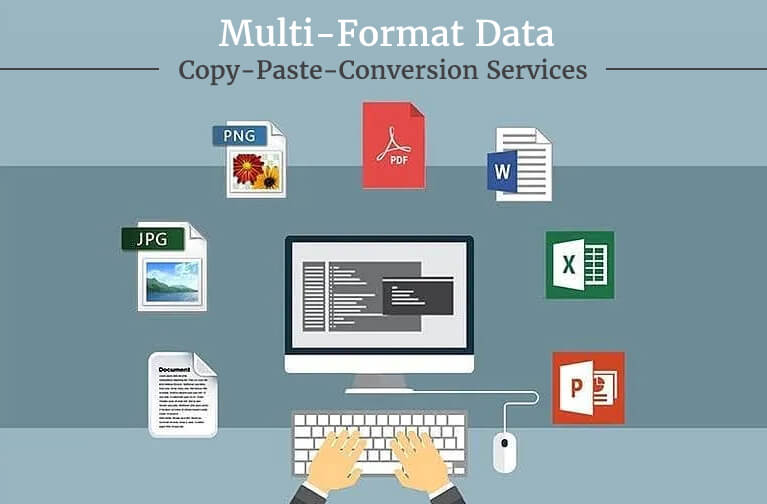 Multi-Format Data
Copy-Paste-Conversion Services
PNG
PDF
W
JPG
X
Document
P